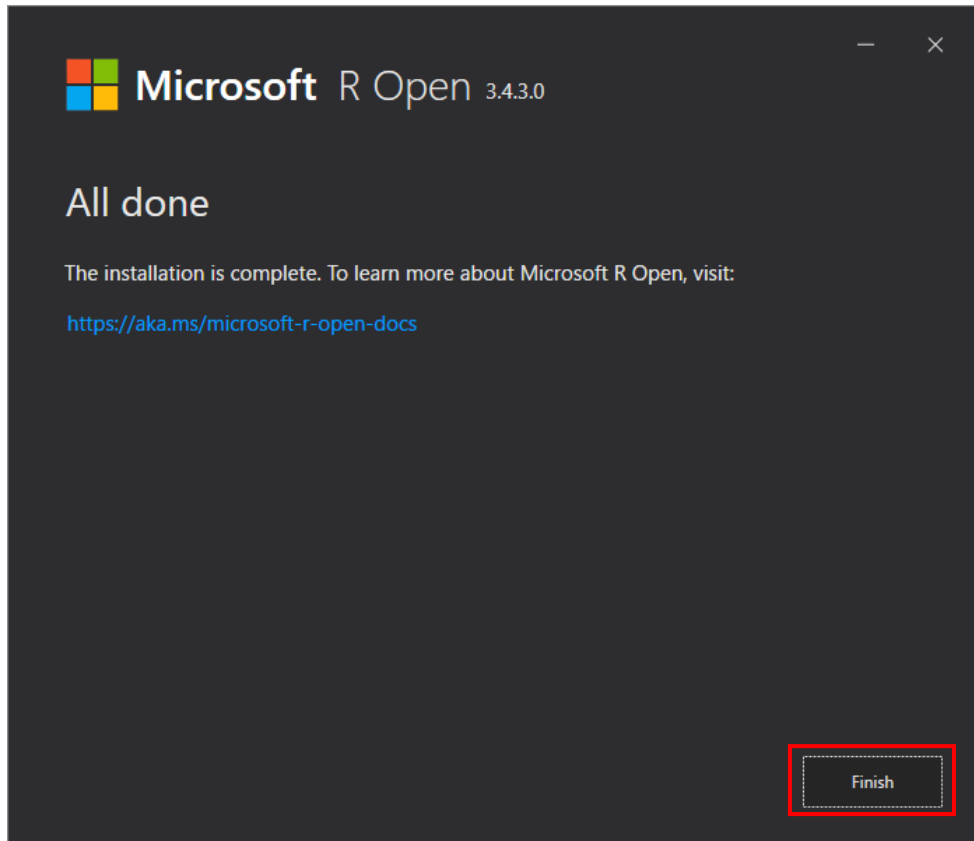 Microsoft R Open 3.4.3.0
All done
The installation is complete. To learn more about Microsoft R Open, visit:
https://aka.ms/microsoft-r-open-docs
Finish